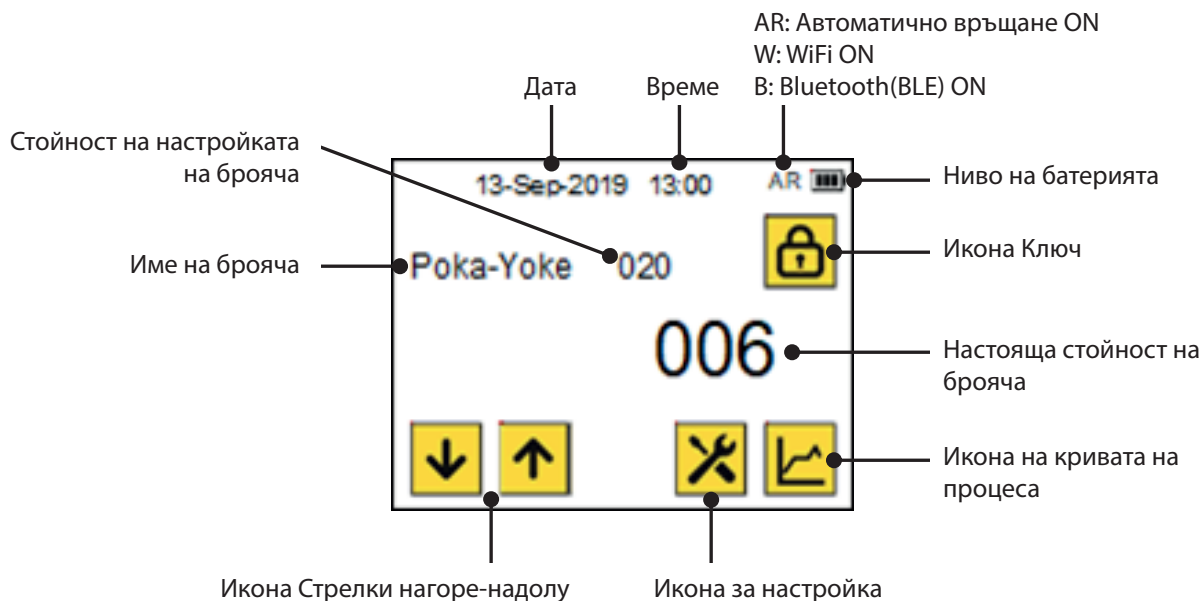 AR: Автоматично връщане ON
W: WiFi ON
B: Bluetooth(BLE) ON
Дата
Време
Стойност на настройката
на брояча
13-Sep-2019 13:00 AR
Ниво на батерията
Икона Ключ
Име на брояча
Poka-Yoke 020
006
Настояща стойност на
брояча
Икона на кривата на
процеса
Икона Стрелки нагоре-надолу
Икона за настройка